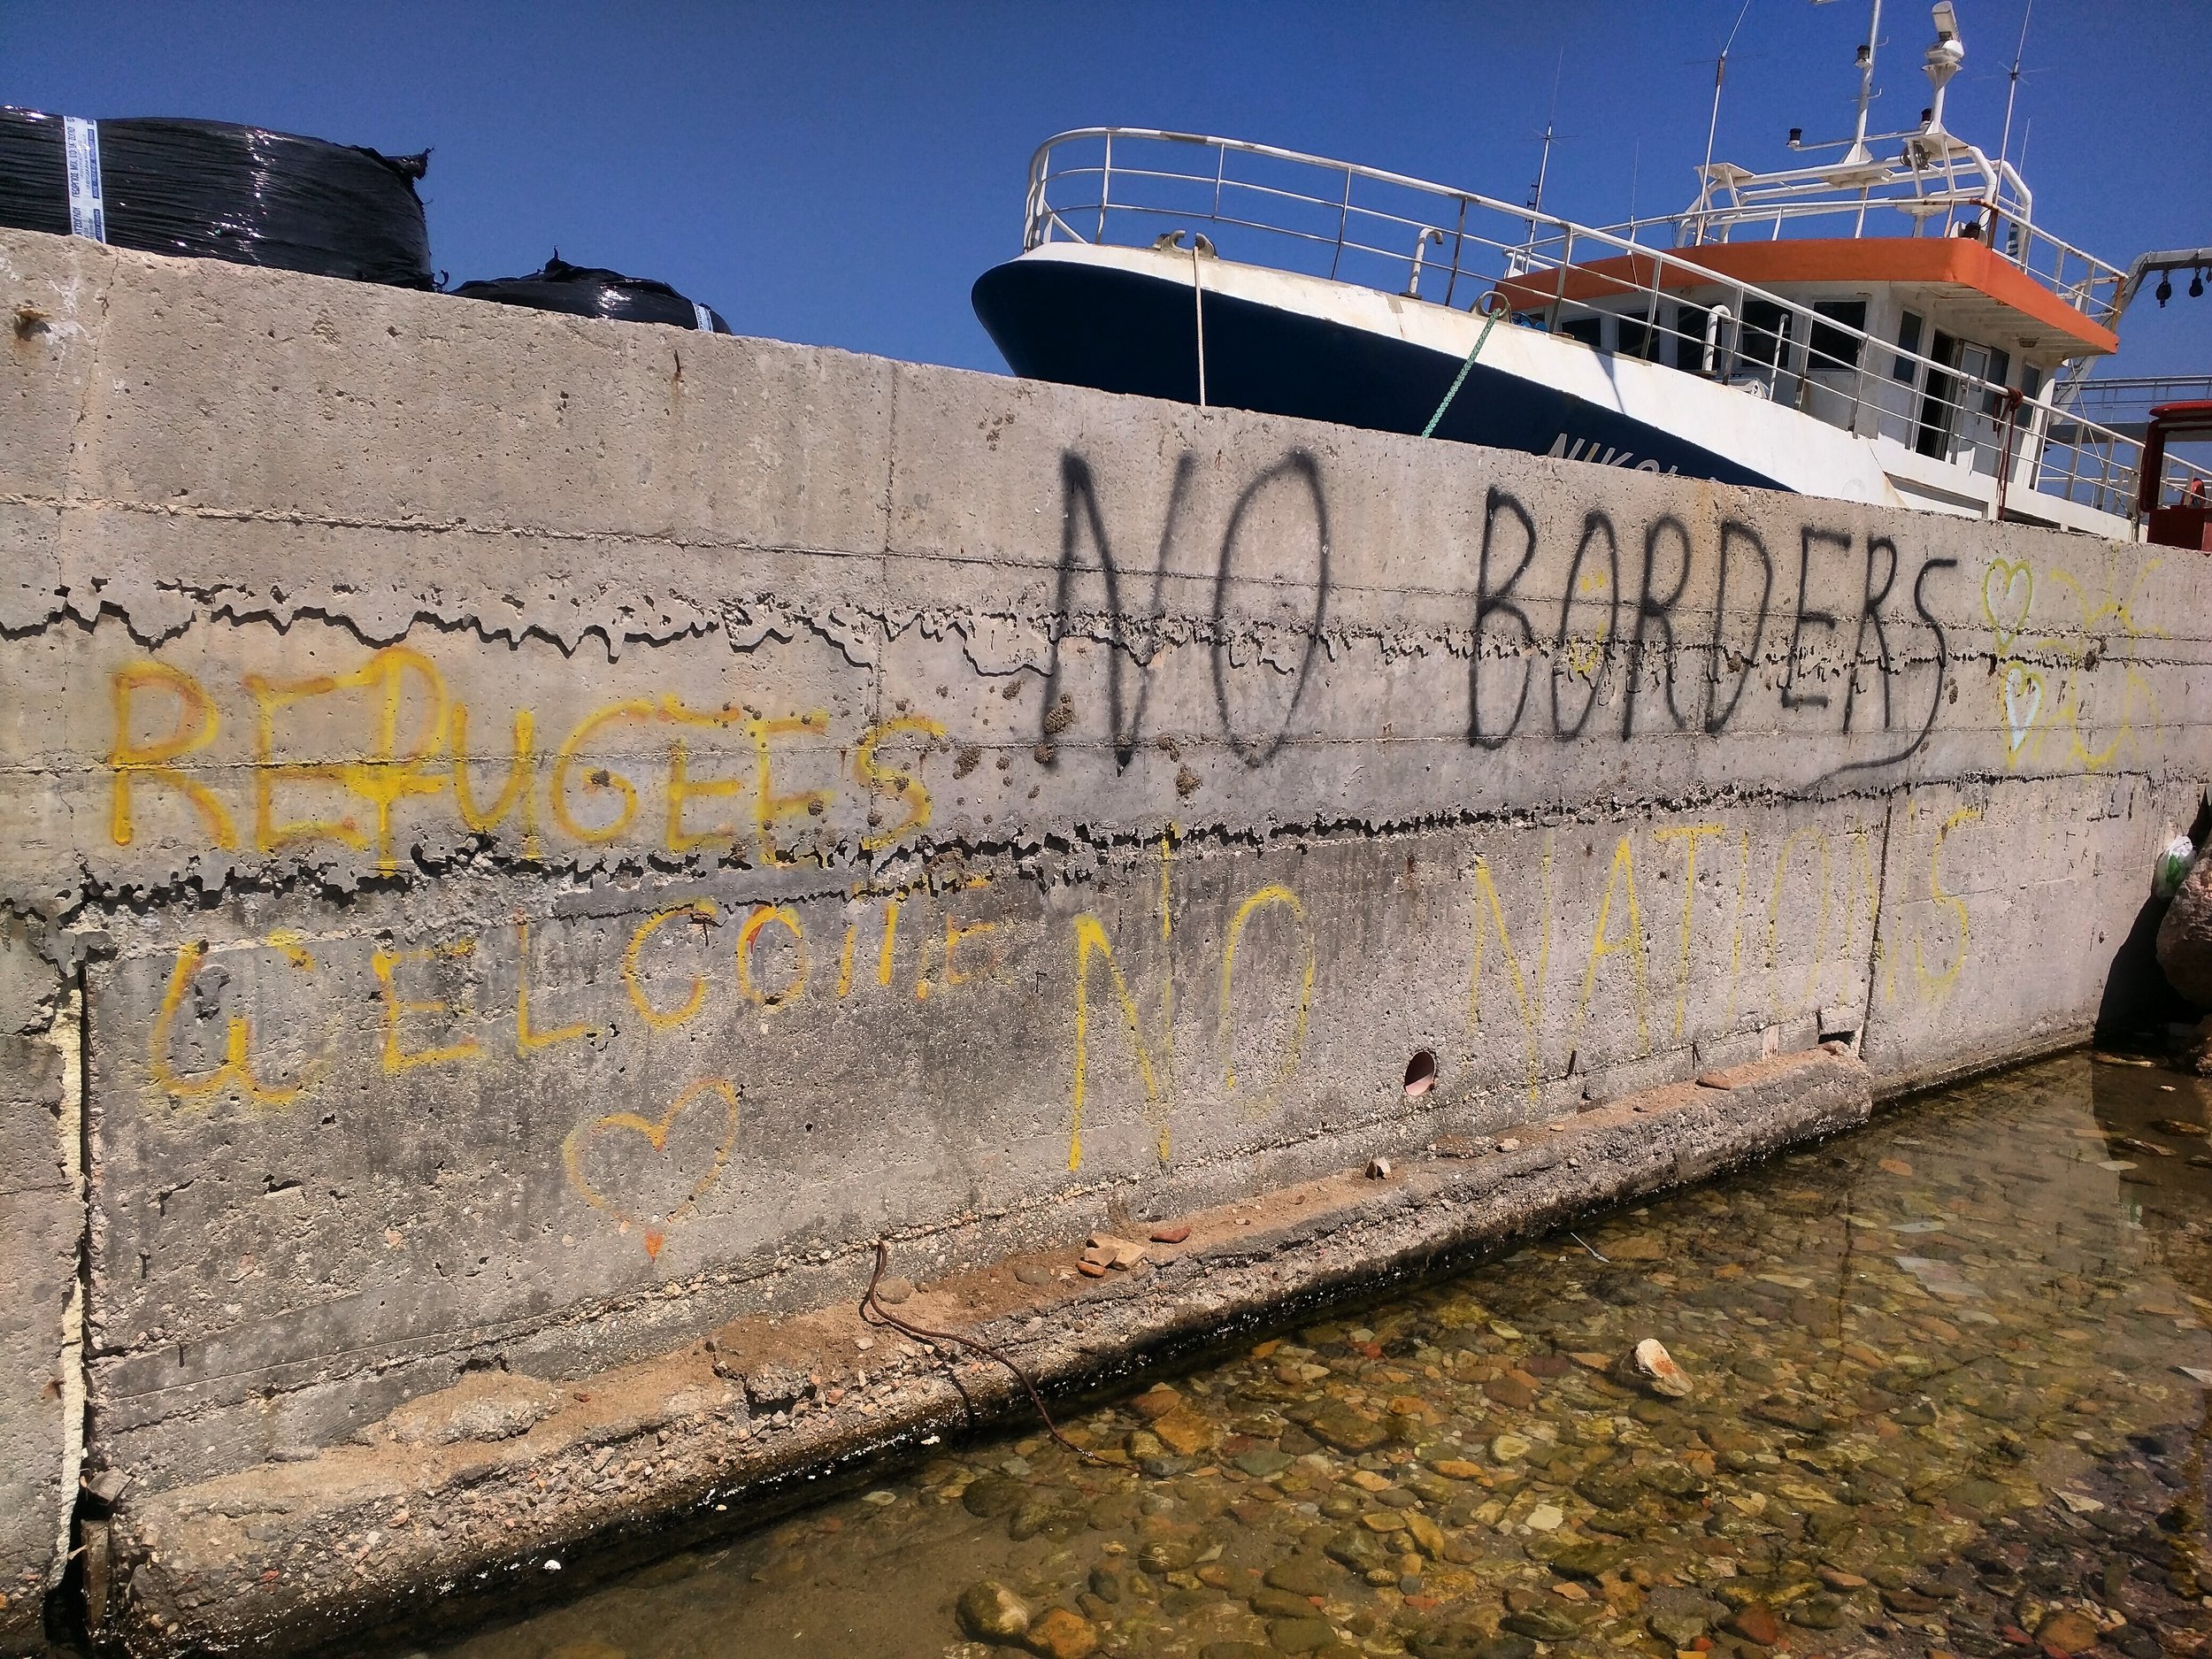 NO BORDERS
REFUGEES
WELCOME
NO NATIONS